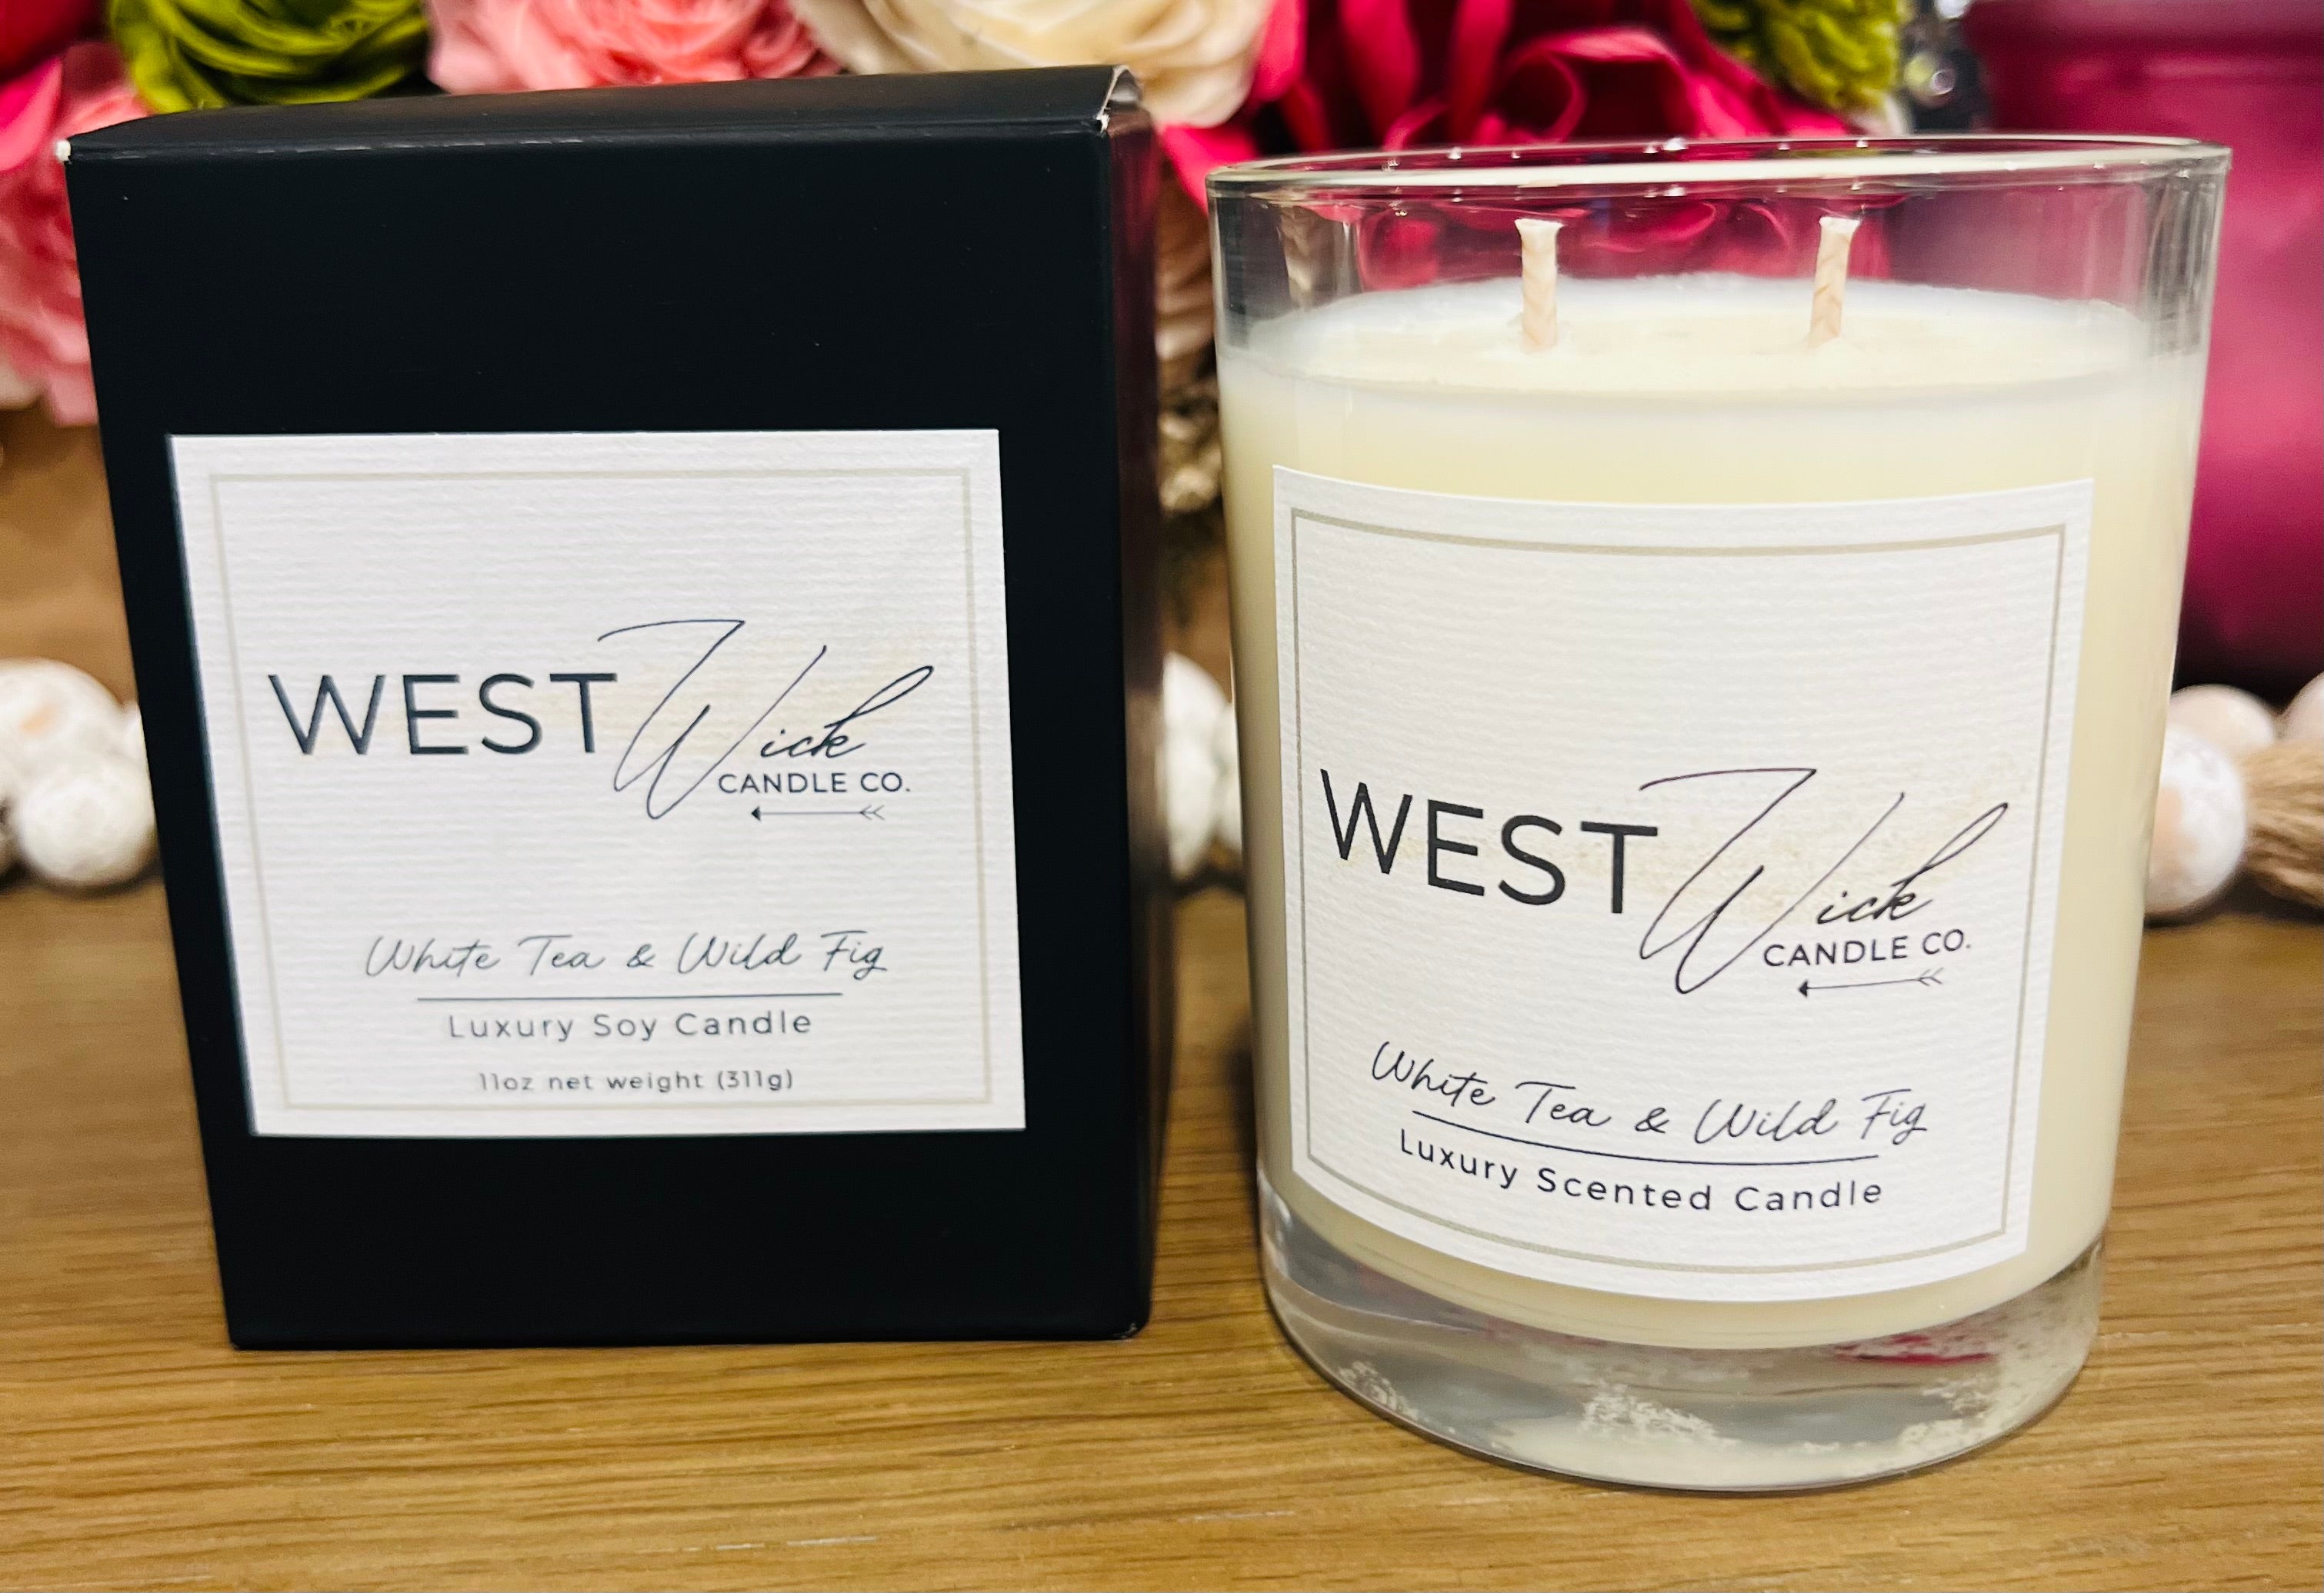 WEST Wick
CANDLE CO.
White Tea & Wild Fig
Luxury Soy Candle
11oz net weight (311g)
WEST Wick
CANDLE CO.
White Tea & Wild Fig
Luxury Scented Candle